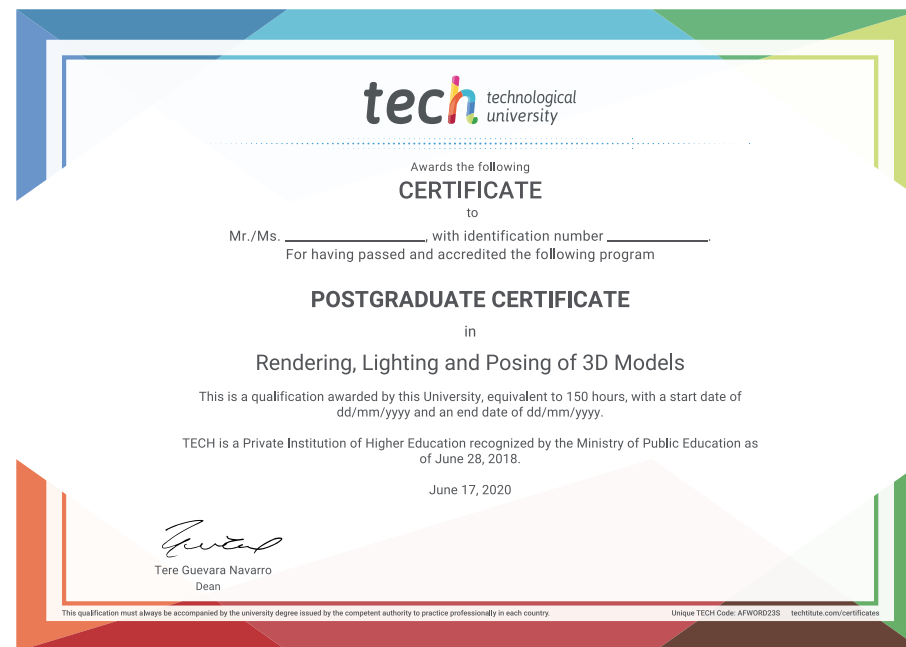 tech technological
university
Awards the following
CERTIFICATE
to
Mr./Ms. ____________________, with identification number ______________.
For having passed and accredited the following program
POSTGRADUATE CERTIFICATE
in
Rendering, Lighting and Posing of 3D Models
This is a qualification awarded by this University, equivalent to 150 hours, with a start date of
dd/mm/yyyy and an end date of dd/mm/yyyy.
TECH is a Private Institution of Higher Education recognized by the Ministry of Public Education as
of June 28, 2018.
June 17, 2020
Tere Guevara Navarro
Dean
This qualification must always be accompanied by the university degree issued by the competent authority to practice professionally in each country.
Unique TECH Code: AFWORD23S techtitute.com/certificates